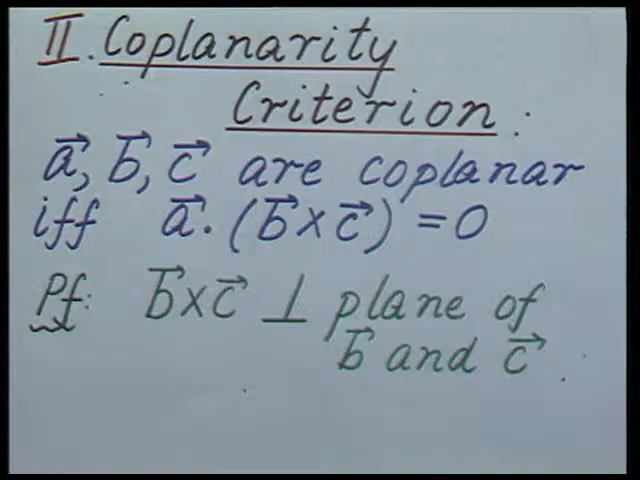 II. Coplanarity
Criterion:
a⃗, b⃗, c⃗ are coplanar
iff a⃗·(b⃗×c⃗)=0
Pf: b⃗×c⃗ ⊥ plane of
b⃗ and c⃗.